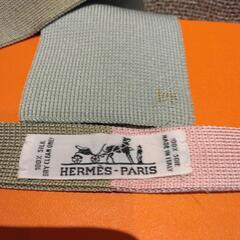 100% SILK
DRY CLEAN ONLY
HERMÈS-PARIS
100% SOIE
MADE IN ITALY